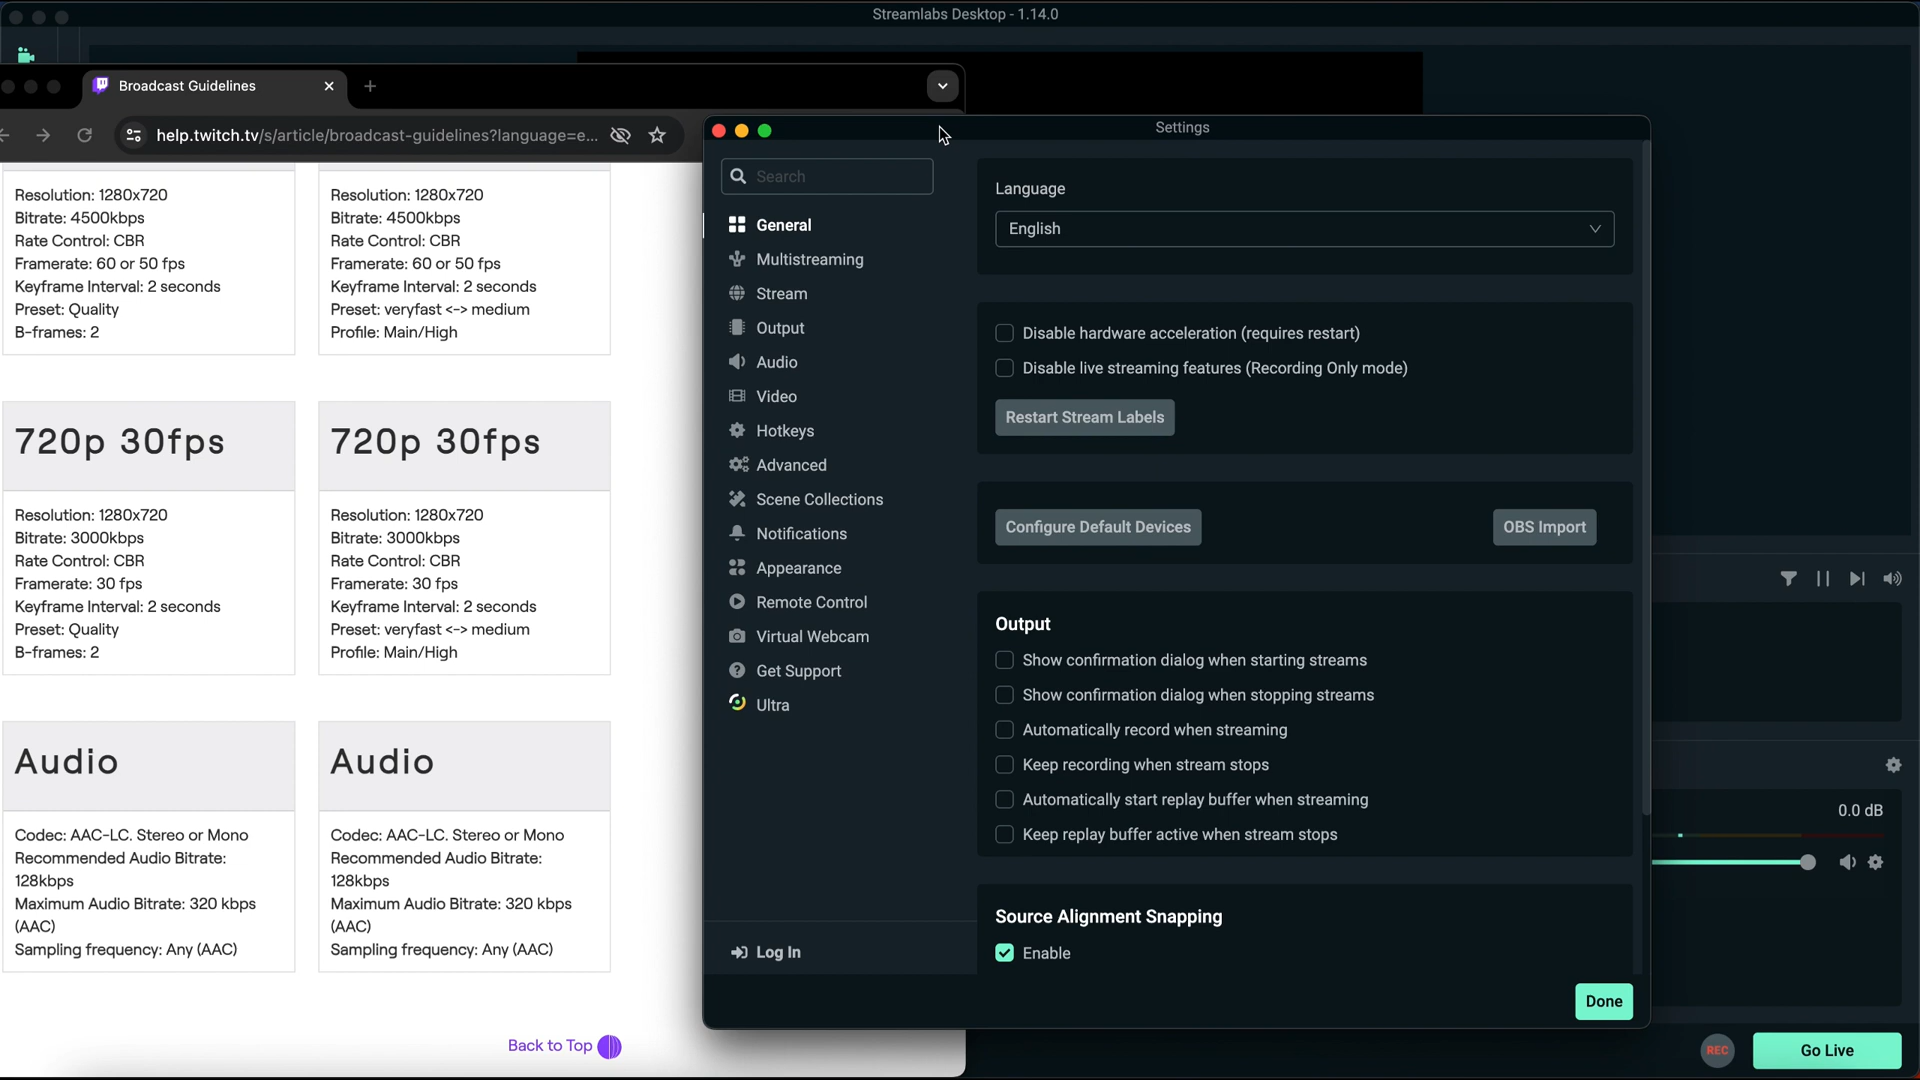 Streamlabs Desktop - 1.14.0
Broadcast Guidelines
help.twitch.tv/s/article/broadcast-guidelines?language=e...
Resolution: 1280x720
Bitrate: 4500kbps
Rate Control: CBR
Framerate: 60 or 50 fps
Keyframe Interval: 2 seconds
Preset: Quality
B-frames: 2
Resolution: 1280x720
Bitrate: 4500kbps
Rate Control: CBR
Framerate: 60 or 50 fps
Keyframe Interval: 2 seconds
Preset: veryfast <-> medium
Profile: Main/High
720p 30fps
Resolution: 1280x720
Bitrate: 3000kbps
Rate Control: CBR
Framerate: 30 fps
Keyframe Interval: 2 seconds
Preset: Quality
B-frames: 2
720p 30fps
Resolution: 1280x720
Bitrate: 3000kbps
Rate Control: CBR
Framerate: 30 fps
Keyframe Interval: 2 seconds
Preset: veryfast <-> medium
Profile: Main/High
Audio
Codec: AAC-LC. Stereo or Mono
Recommended Audio Bitrate:
128kbps
Maximum Audio Bitrate: 320 kbps
(AAC)
Sampling frequency: Any (AAC)
Audio
Codec: AAC-LC. Stereo or Mono
Recommended Audio Bitrate:
128kbps
Maximum Audio Bitrate: 320 kbps
(AAC)
Sampling frequency: Any (AAC)
Back to Top
Settings
Search
General
Multistreaming
Stream
Output
Audio
Video
Hotkeys
Advanced
Scene Collections
Notifications
Appearance
Remote Control
Virtual Webcam
Get Support
Ultra
Log In
Language
English
Disable hardware acceleration (requires restart)
Disable live streaming features (Recording Only mode)
Restart Stream Labels
Configure Default Devices
OBS Import
Output
Show confirmation dialog when starting streams
Show confirmation dialog when stopping streams
Automatically record when streaming
Keep recording when stream stops
Automatically start replay buffer when streaming
Keep replay buffer active when stream stops
Source Alignment Snapping
Enable
Done
0.0 dB
REC
Go Live